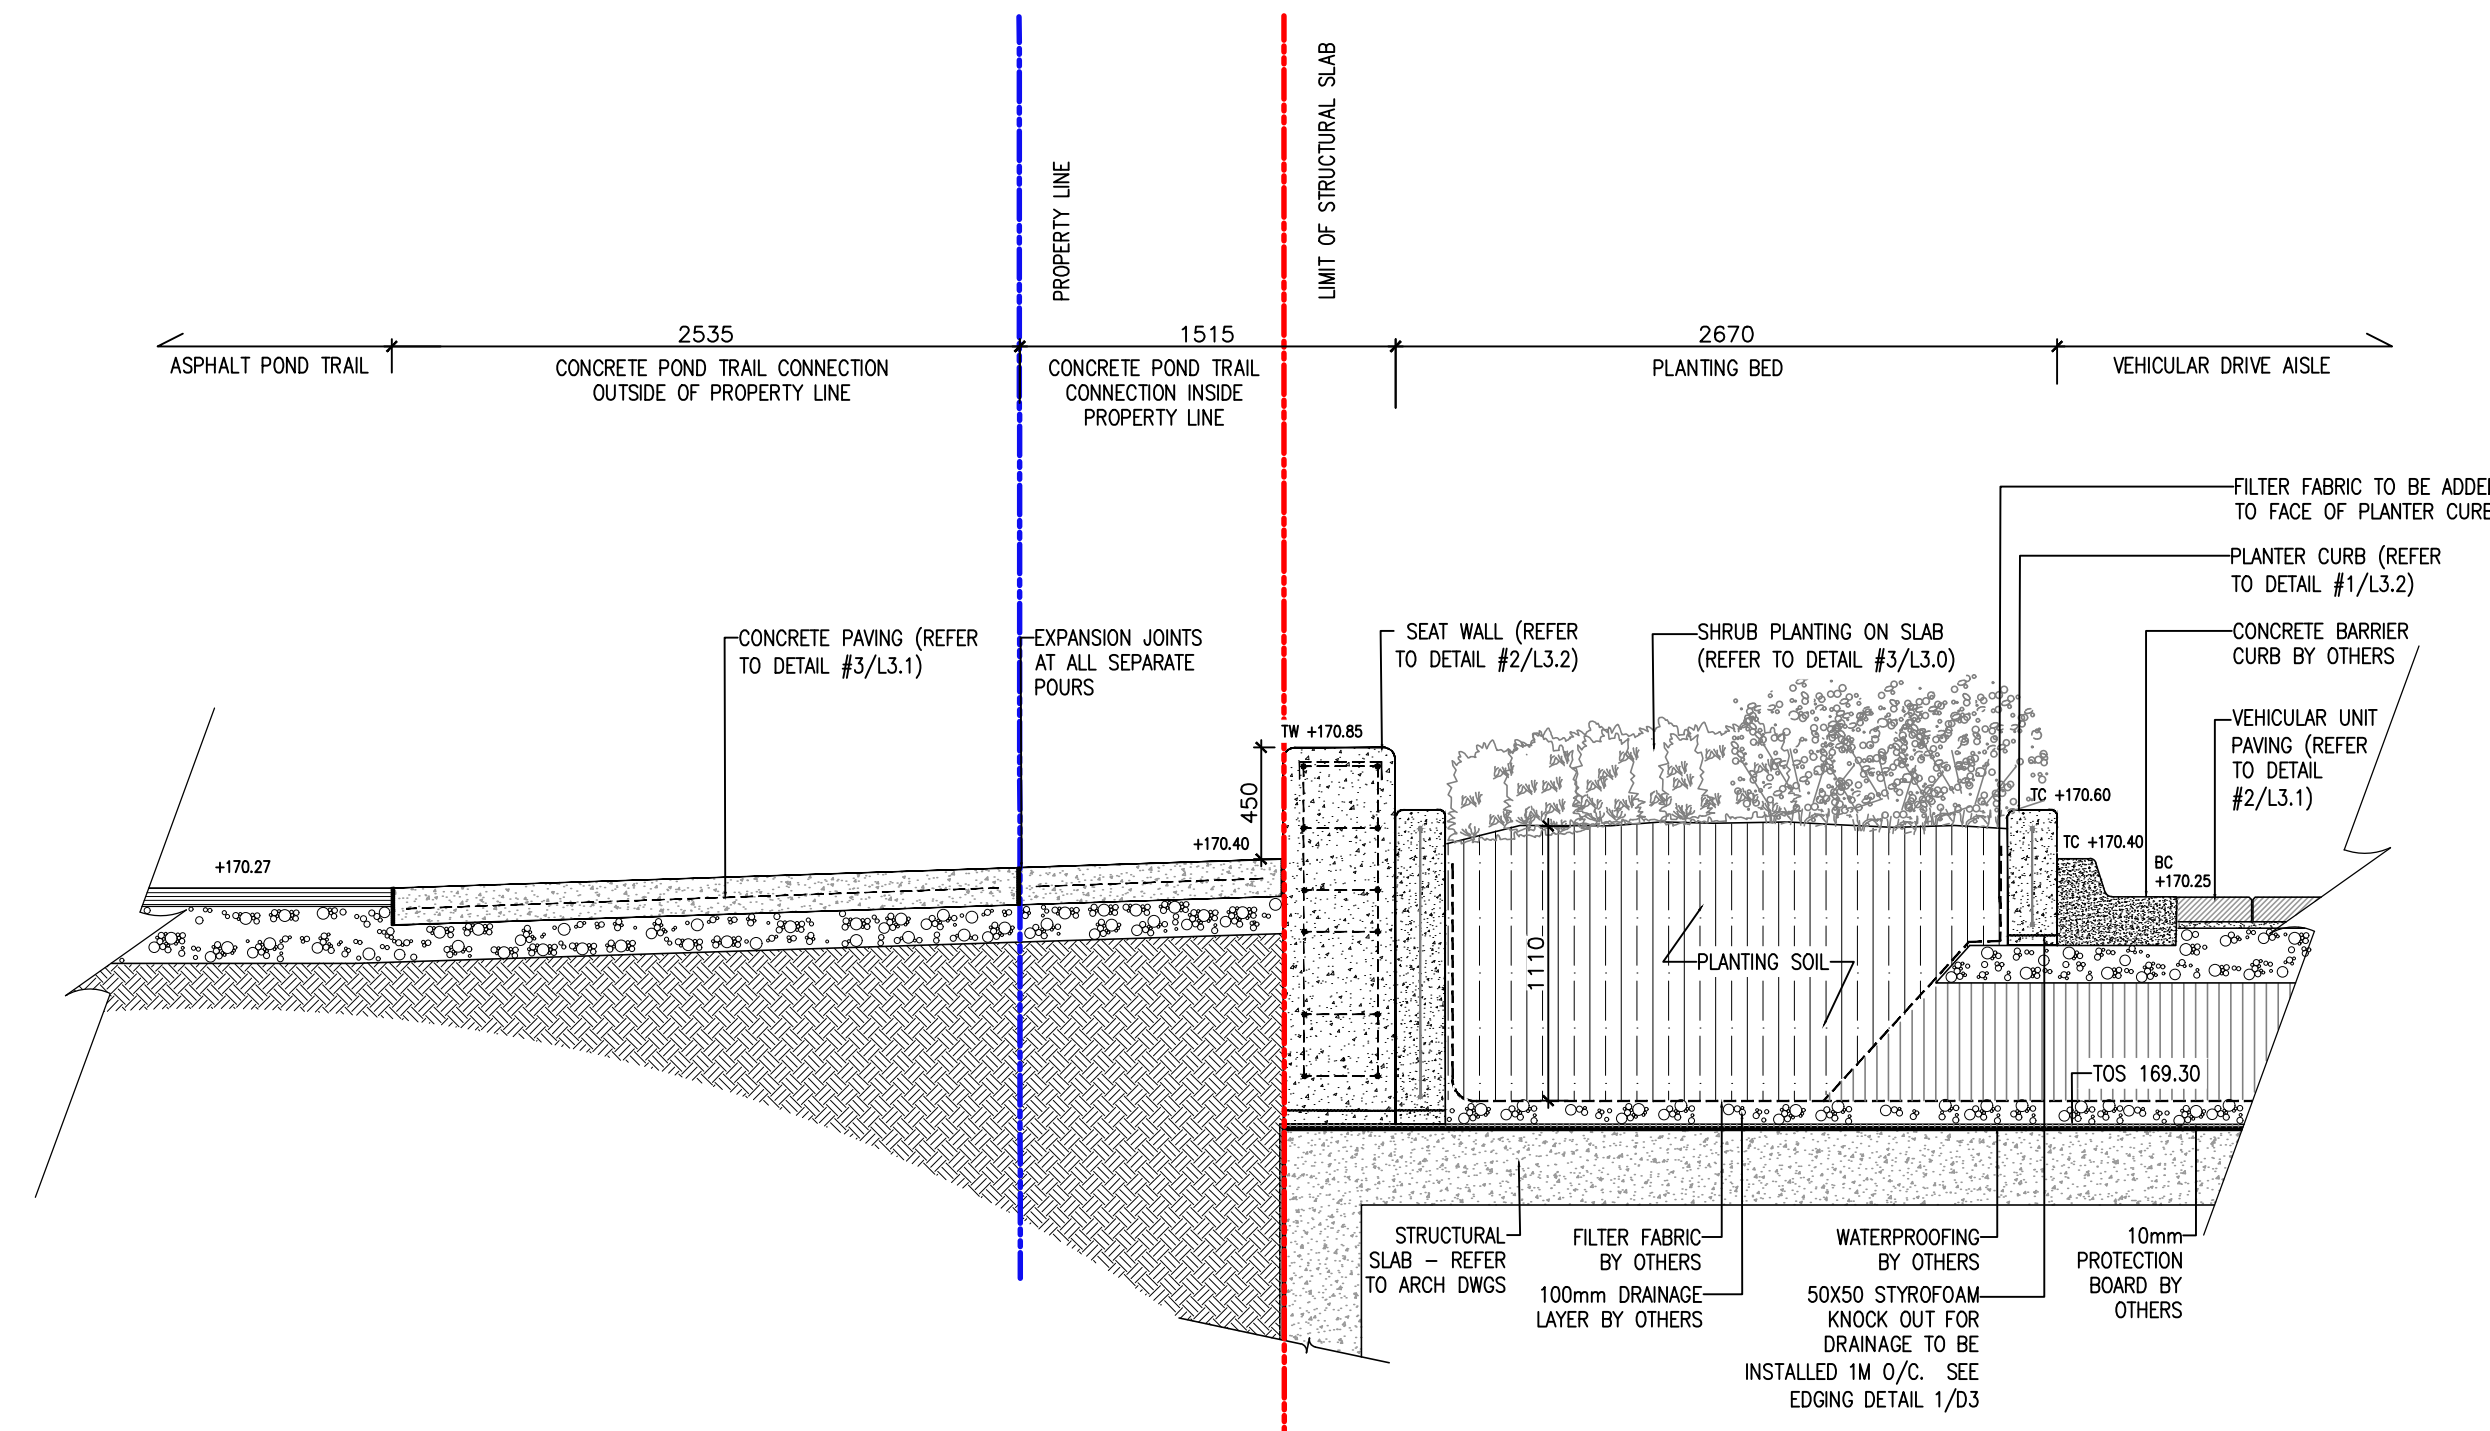 PROPERTY LINE
LIMIT OF STRUCTURAL SLAB
2535
1515
2670
ASPHALT POND TRAIL
CONCRETE POND TRAIL CONNECTION
OUTSIDE OF PROPERTY LINE
CONCRETE POND TRAIL
CONNECTION INSIDE
PROPERTY LINE
PLANTING BED
VEHICULAR DRIVE AISLE
FILTER FABRIC TO BE ADDE
TO FACE OF PLANTER CURB
PLANTER CURB (REFER
TO DETAIL #1/L3.2)
CONCRETE PAVING (REFER
TO DETAIL #3/L3.1)
EXPANSION JOINTS
AT ALL SEPARATE
POURS
SEAT WALL (REFER
TO DETAIL #2/L3.2)
SHRUB PLANTING ON SLAB
(REFER TO DETAIL #3/L3.0)
CONCRETE BARRIER
CURB BY OTHERS
VEHICULAR UNIT
PAVING (REFER
TO DETAIL
#2/L3.1)
TW +170.85
450
+170.40
+170.27
TC +170.60
TC +170.40
BC
+170.25
1110
PLANTING SOIL
TOS 169.30
STRUCTURAL
SLAB – REFER
TO ARCH DWGS
FILTER FABRIC
BY OTHERS
100mm DRAINAGE
LAYER BY OTHERS
WATERPROOFING
BY OTHERS
50X50 STYROFOAM
KNOCK OUT FOR
DRAINAGE TO BE
INSTALLED 1M O/C. SEE
EDGING DETAIL 1/D3
10mm
PROTECTION
BOARD BY
OTHERS